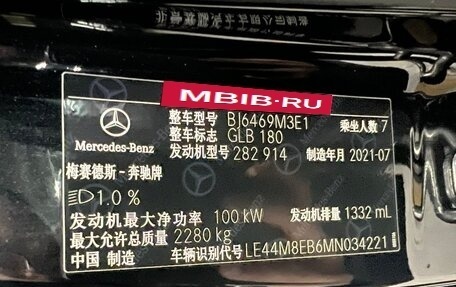 MBIB.RU
整车型号 BJ6469M3E1 乘坐人数 7
整车标志 GLB 180
Mercedes-Benz 发动机型号 282 914 制造年月 2021-07
梅赛德斯-奔驰牌
1.0 %
发动机最大净功率 100 kW 发动机排量 1332 mL
最大允许总质量 2280 kg
中国 制造 车辆识别代号 LE44M8EB6MN034221